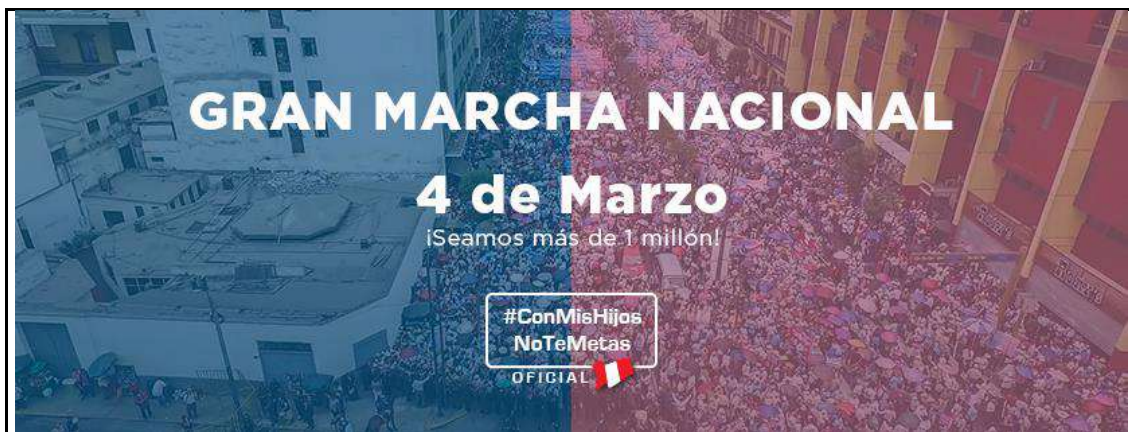 GRAN MARCHA NACIONAL
4 de Marzo
¡Seamos más de 1 millón!
#ConMisHijos
NoTeMetas
OFICIAL